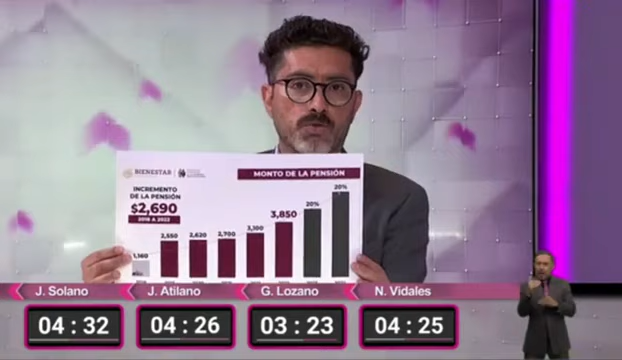 BIENESTAR
MONTO DE LA PENSIÓN
INCREMENTO
DE LA PENSIÓN
$2,690
2018 A 2022
1,160
2,550
2,620
2,700
3,100
3,850
20%
20%
J. Solano
J. Atilano
G. Lozano
N. Vidales
04 : 32
04 : 26
03 : 23
04 : 25